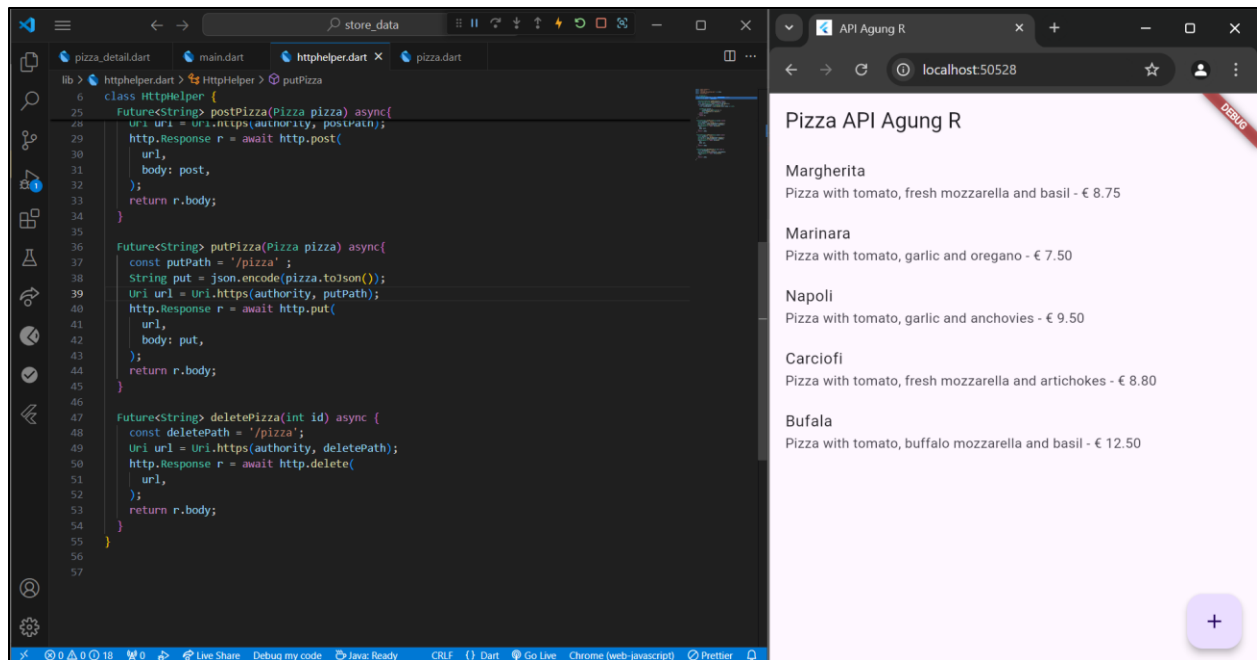 store_data
pizza_detail.dart main.dart httphelper.dart pizza.dart
lib > httphelper.dart > HttpHelper > putPizza
6 class HttpHelper {
25 Future<String> postPizza(Pizza pizza) async{
28 Uri url = Uri.https(authority, postPath);
29 http.Response r = await http.post(
30 url,
31 body: post,
32 );
33 return r.body;
34 }
35
36 Future<String> putPizza(Pizza pizza) async{
37 const putPath = '/pizza' ;
38 String put = json.encode(pizza.toJson());
39 Uri url = Uri.https(authority, putPath);
40 http.Response r = await http.put(
41 url,
42 body: put,
43 );
44 return r.body;
45 }
46
47 Future<String> deletePizza(int id) async {
48 const deletePath = '/pizza';
49 Uri url = Uri.https(authority, deletePath);
50 http.Response r = await http.delete(
51 url,
52 );
53 return r.body;
54 }
55 }
56
57
1
0 0 18 0 Live Share Debug my code Java: Ready CRLF {} Dart Go Live Chrome (web-javascript) Prettier
API Agung R
localhost:50528
DEBUG
Pizza API Agung R
Margherita
Pizza with tomato, fresh mozzarella and basil - € 8.75
Marinara
Pizza with tomato, garlic and oregano - € 7.50
Napoli
Pizza with tomato, garlic and anchovies - € 9.50
Carciofi
Pizza with tomato, fresh mozzarella and artichokes - € 8.80
Bufala
Pizza with tomato, buffalo mozzarella and basil - € 12.50
+